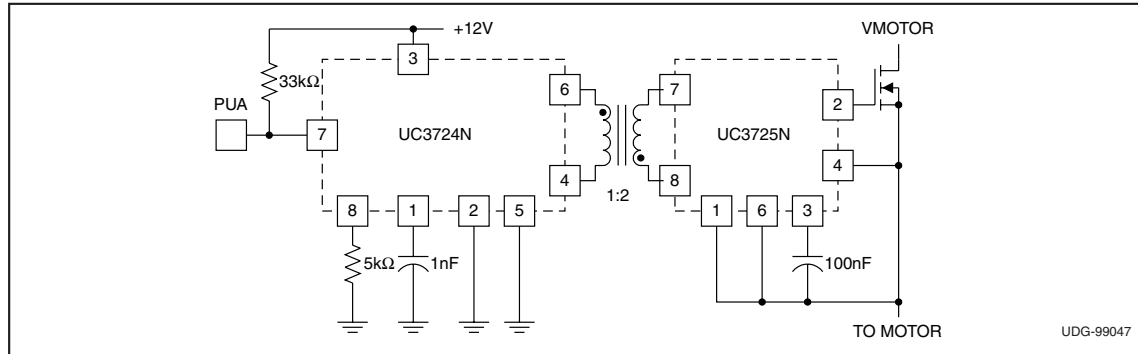 +12V
VMOTOR
3
33kΩ
6
7
PUA
2
7
UC3724N
UC3725N
4
4
8
1:2
8
1
2
5
1
6
3
5kΩ
1nF
100nF
TO MOTOR
UDG-99047